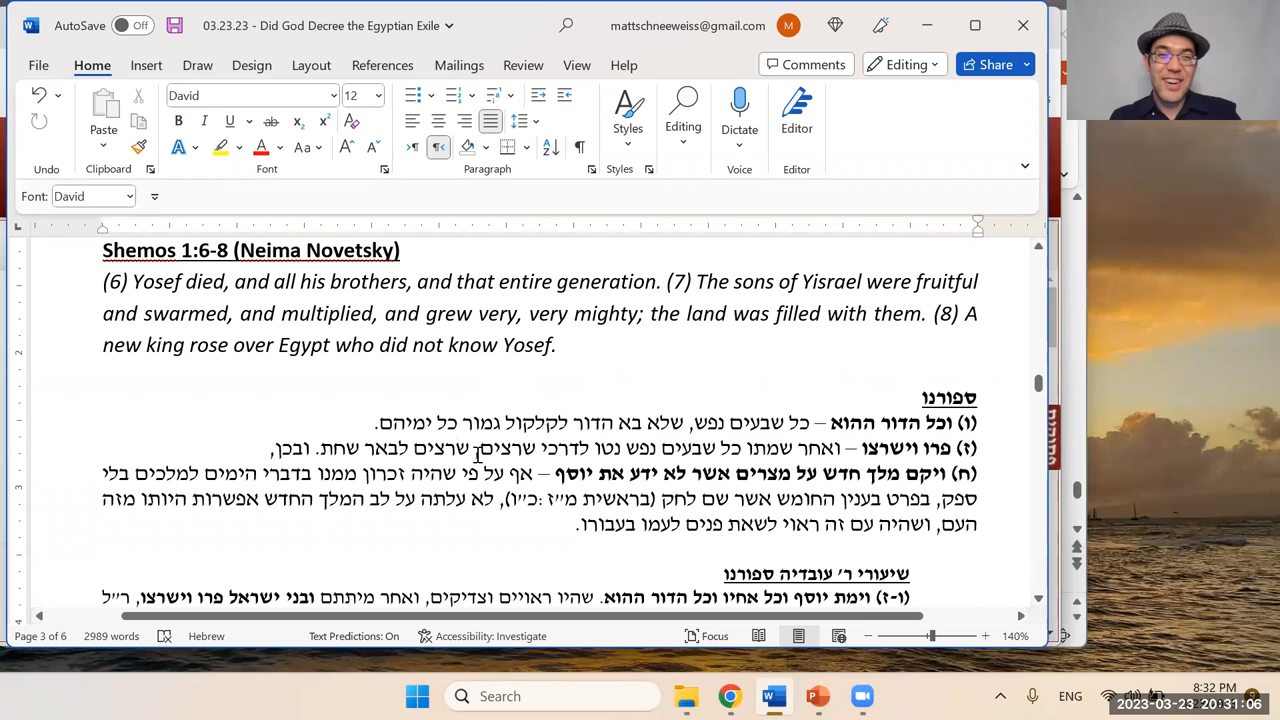 AutoSave Off 03.23.23 - Did God Decree the Egyptian Exile mattschneeweiss@gmail.com M
File Home Insert Draw Design Layout References Mailings Review View Help Comments Editing Share
David 12
Paste Styles Editing Dictate Editor
Undo Clipboard Font Paragraph Styles Voice Editor
Font: David
Shemos 1:6-8 (Neima Novetsky)
(6) Yosef died, and all his brothers, and that entire generation. (7) The sons of Yisrael were fruitful
and swarmed, and multiplied, and grew very, very mighty; the land was filled with them. (8) A
new king rose over Egypt who did not know Yosef.
ספורנו
(ו) וכל הדור ההוא – כל שבעים נפש, שלא בא הדור לקלקול גמור כל ימיהם.
(ז) פרו וישרצו – ואחר שמתו כל שבעים נפש נטו לדרכי שרצים, שרצים לבאר שחת. ובכן,
(ח) ויקם מלך חדש על מצרים אשר לא ידע את יוסף – אף על פי שהיה זכרון ממנו בדברי הימים למלכים בלי
ספק, בפרט בענין החומש אשר שם לחק (בראשית מ״ז:כ״ו), לא עלתה על לב המלך החדש אפשרות היותו מזה
העם, ושהיה עם זה ראוי לשאת פנים לעמו בעבורו.
שיעורי ר׳ עובדיה ספורנו
(ו-ז) וימת יוסף וכל אחיו וכל הדור ההוא. שהיו ראויים וצדיקים, ואחר מיתתם ובני ישראל פרו וישרצו, ר״ל
Page 3 of 6 2989 words Hebrew Text Predictions: On Accessibility: Investigate Focus 140%
Search ENG 8:32 PM
2023-03-23 20:31:06